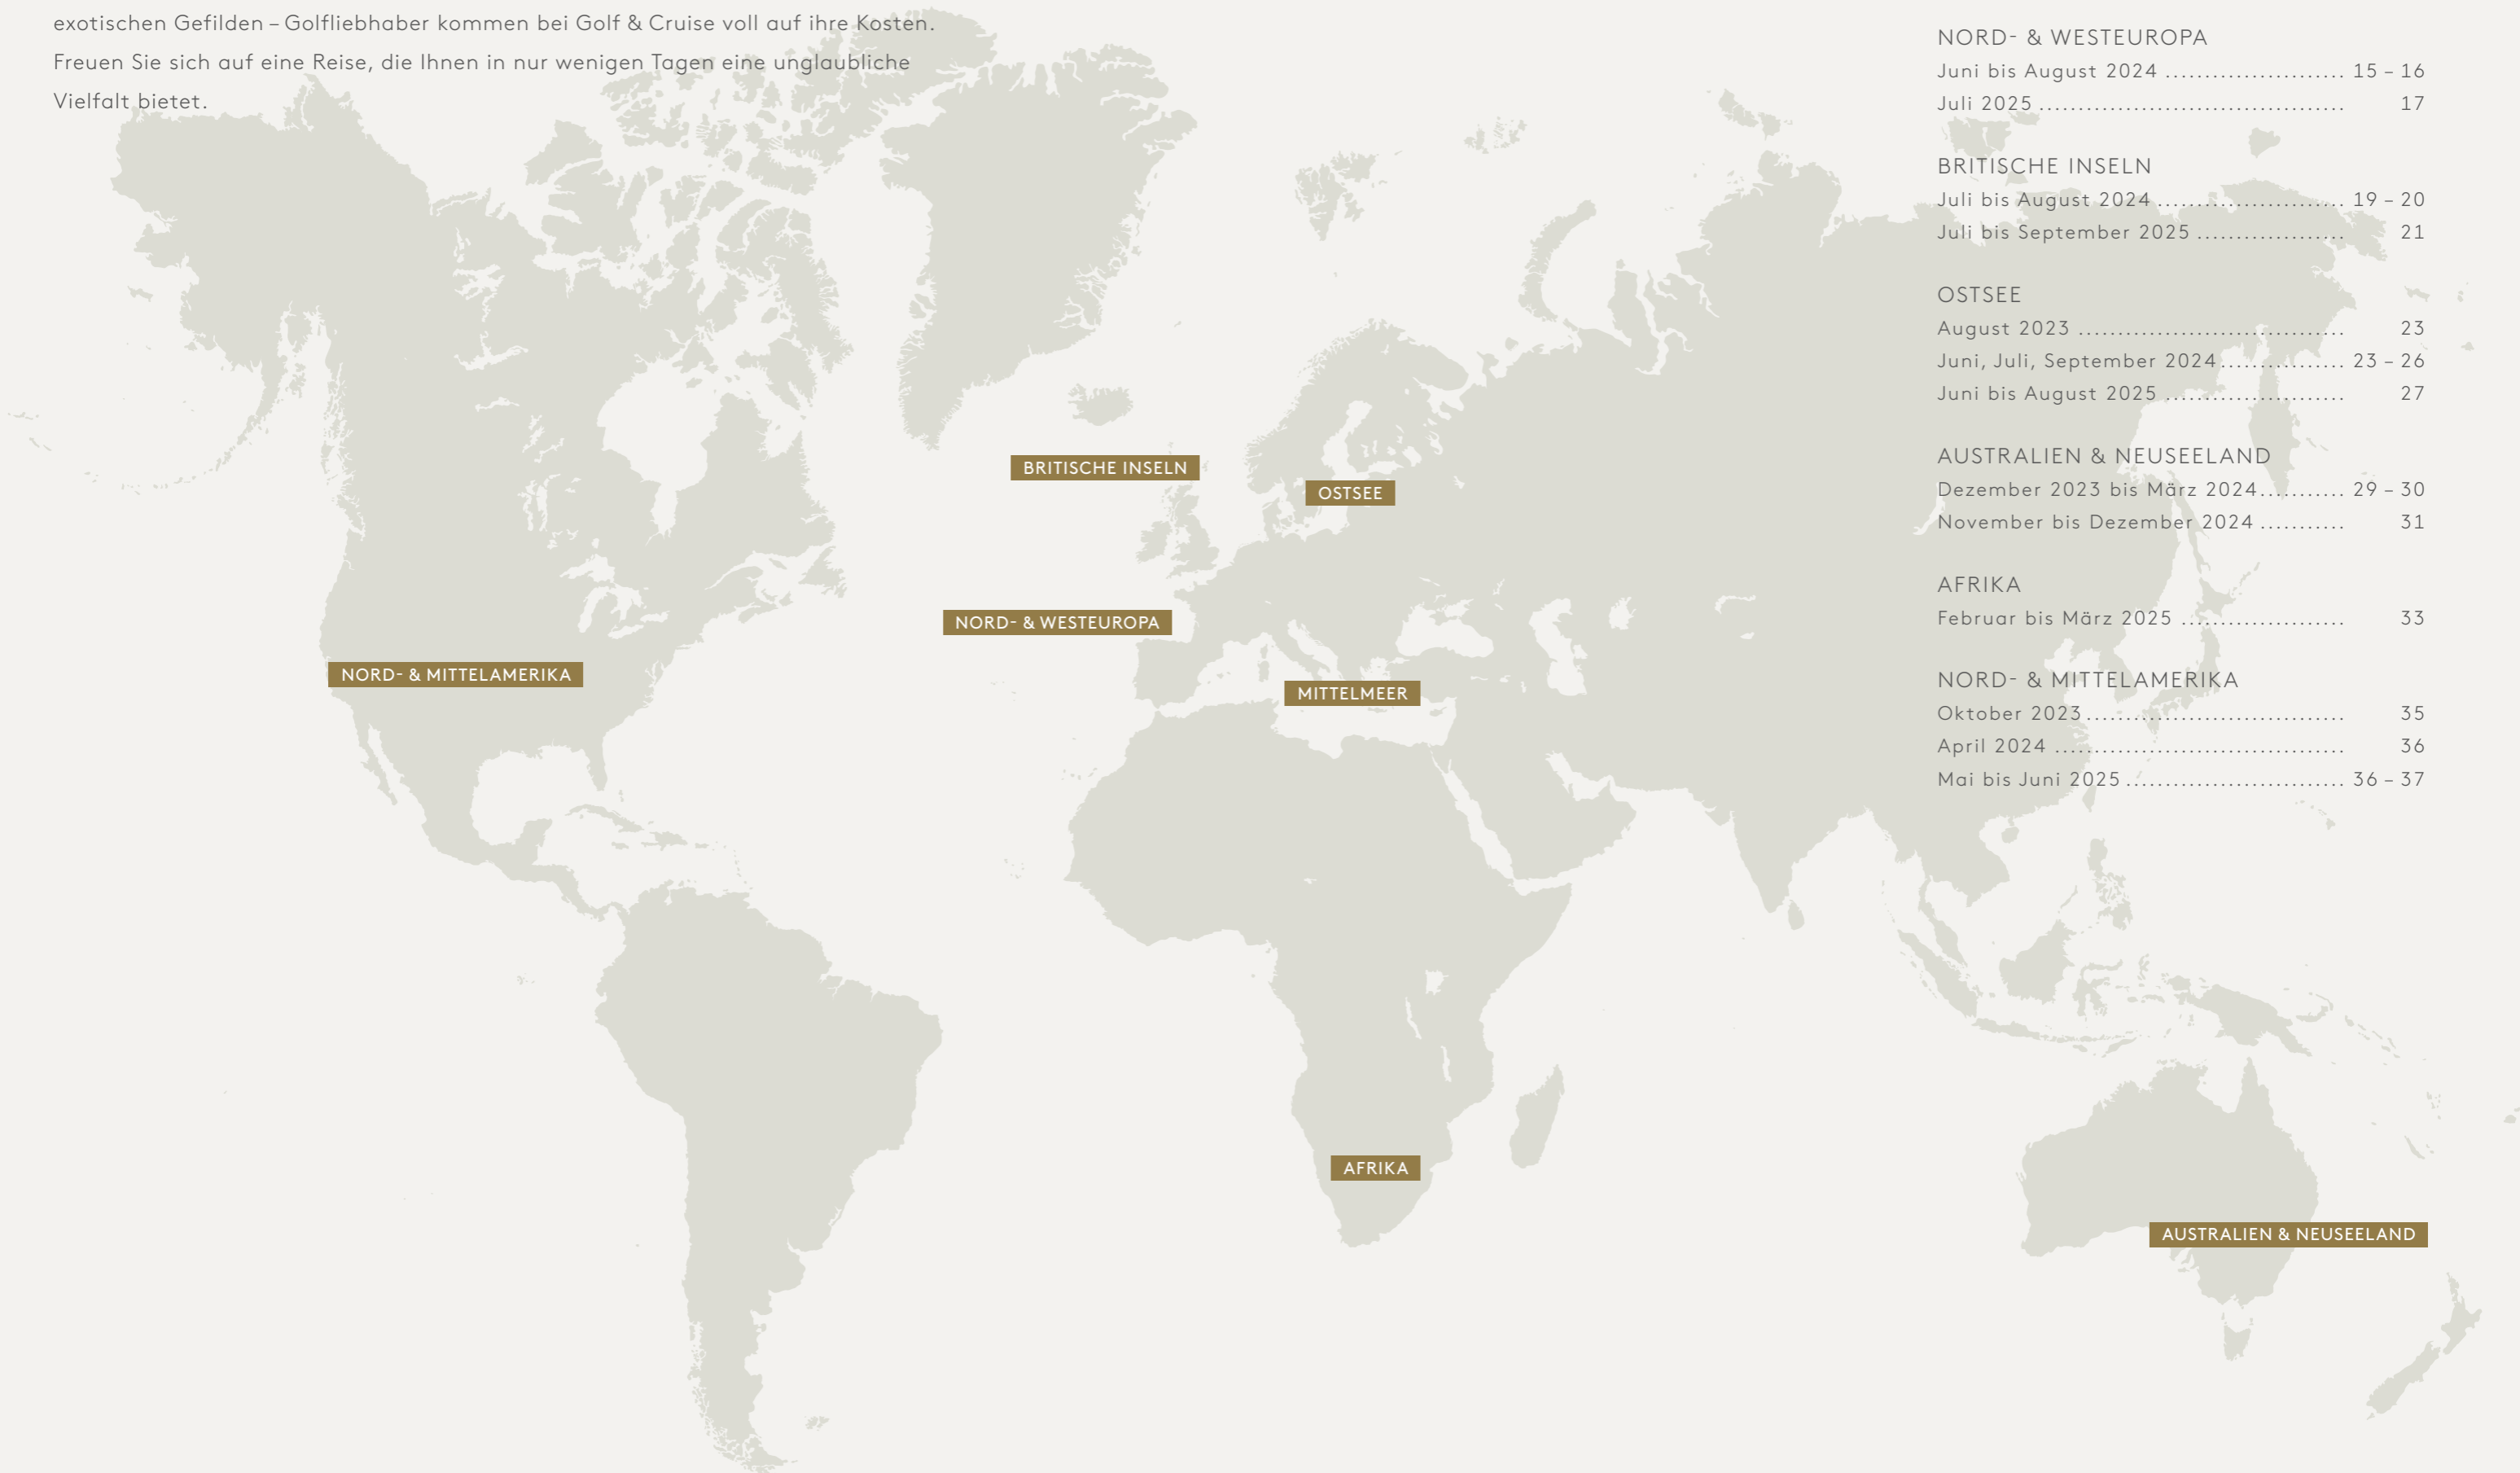 exotischen Gefilden – Golfliebhaber kommen bei Golf & Cruise voll auf ihre Kosten.
Freuen Sie sich auf eine Reise, die Ihnen in nur wenigen Tagen eine unglaubliche
Vielfalt bietet.
NORD- & WESTEUROPA
Juni bis August 2024 ....................... 15 – 16
Juli 2025 ....................................... 17
BRITISCHE INSELN
Juli bis August 2024 ........................ 19 – 20
Juli bis September 2025 ................... 21
OSTSEE
August 2023 .................................. 23
Juni, Juli, September 2024................ 23 – 26
Juni bis August 2025 ....................... 27
AUSTRALIEN & NEUSEELAND
Dezember 2023 bis März 2024........... 29 – 30
November bis Dezember 2024 ........... 31
AFRIKA
Februar bis März 2025 ..................... 33
NORD- & MITTELAMERIKA
Oktober 2023................................. 35
April 2024 ..................................... 36
Mai bis Juni 2025 ............................ 36 – 37
BRITISCHE INSELN
OSTSEE
NORD- & WESTEUROPA
NORD- & MITTELAMERIKA
MITTELMEER
AFRIKA
AUSTRALIEN & NEUSEELAND